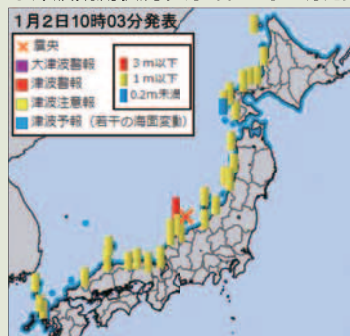 1月2日10時03分発表
震央
大津波警報
津波警報
津波注意報
津波予報（若干の海面変動）
3m以下
1m以下
0.2m未満